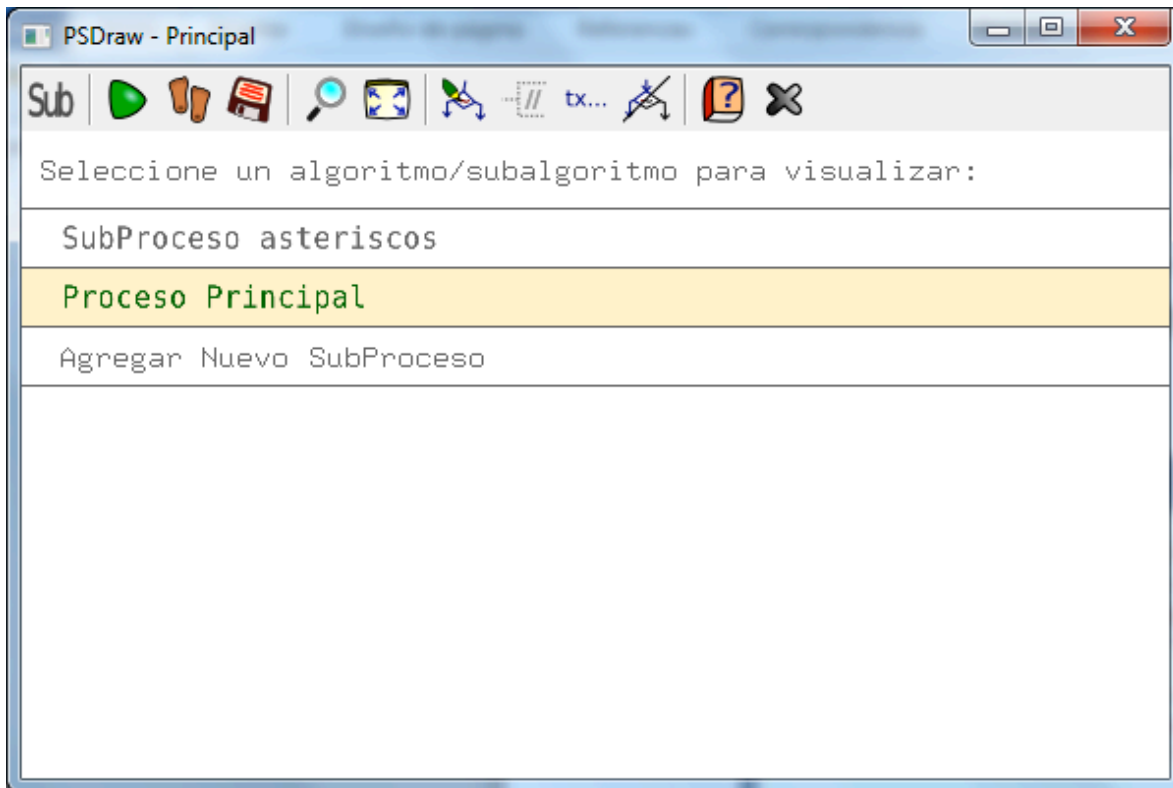 PSDraw - Principal
Sub tx... ?
Seleccione un algoritmo/subalgoritmo para visualizar:
SubProceso asteriscos
Proceso Principal
Agregar Nuevo SubProceso